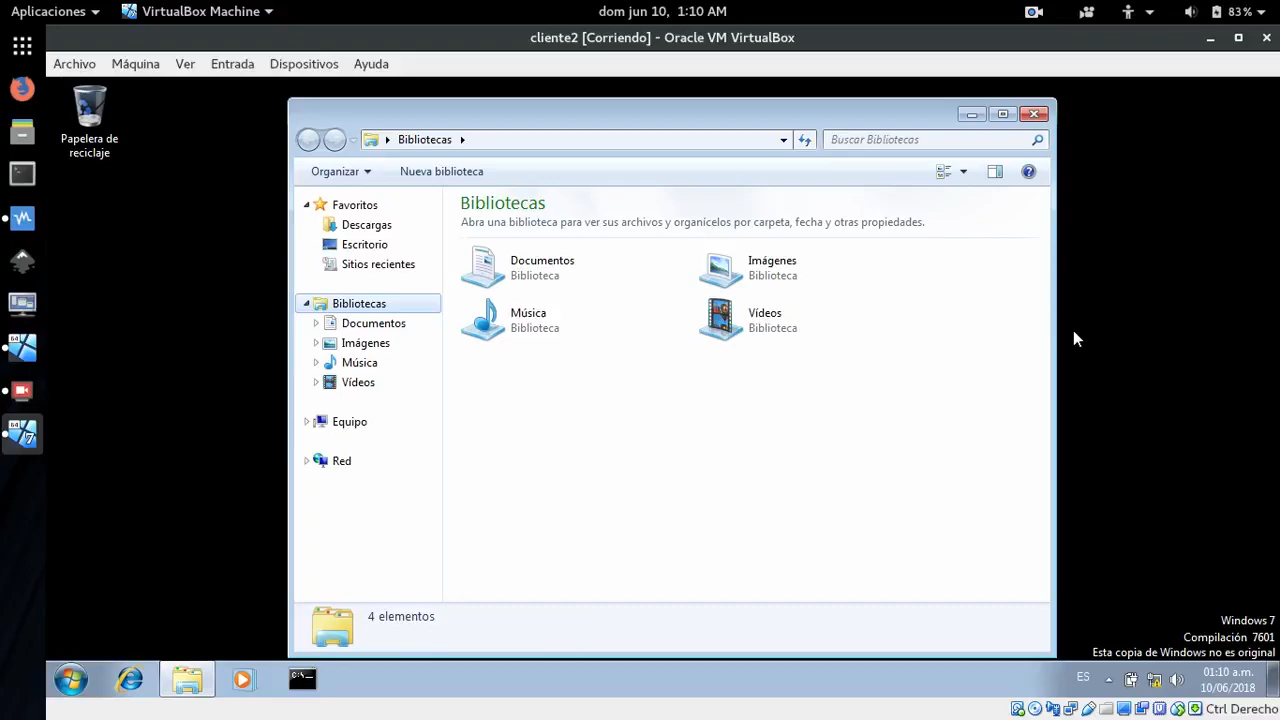 Aplicaciones
VirtualBox Machine
dom jun 10, 1:10 AM
83%
cliente2 [Corriendo] - Oracle VM VirtualBox
Archivo Máquina Ver Entrada Dispositivos Ayuda
Papelera de
reciclaje
Bibliotecas
Buscar Bibliotecas
Organizar
Nueva biblioteca
Favoritos
Descargas
Escritorio
Sitios recientes
Bibliotecas
Documentos
Imágenes
Música
Vídeos
Equipo
Red
Bibliotecas
Abra una biblioteca para ver sus archivos y organícelos por carpeta, fecha y otras propiedades.
Documentos
Biblioteca
Imágenes
Biblioteca
Música
Biblioteca
Vídeos
Biblioteca
4 elementos
Windows 7
Compilación 7601
Esta copia de Windows no es original
C:\
ES
01:10 a.m.
10/06/2018
Ctrl Derecho